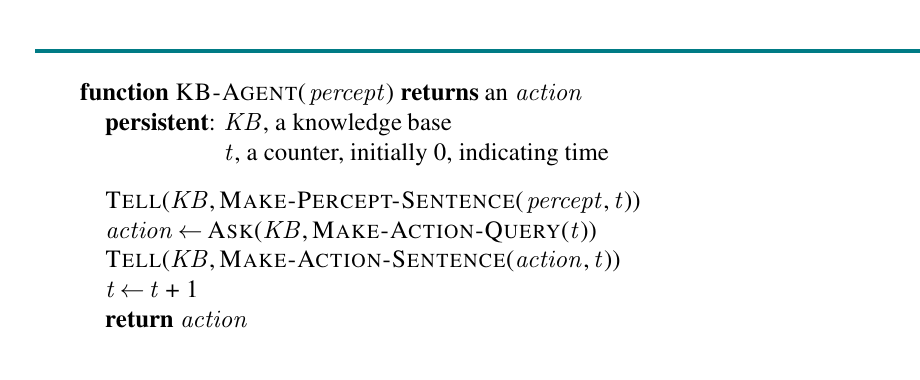 function KB-AGENT(percept) returns an action
persistent: KB, a knowledge base
t, a counter, initially 0, indicating time
TELL(KB, MAKE-PERCEPT-SENTENCE(percept, t))
action ← ASK(KB, MAKE-ACTION-QUERY(t))
TELL(KB, MAKE-ACTION-SENTENCE(action, t))
t ← t + 1
return action